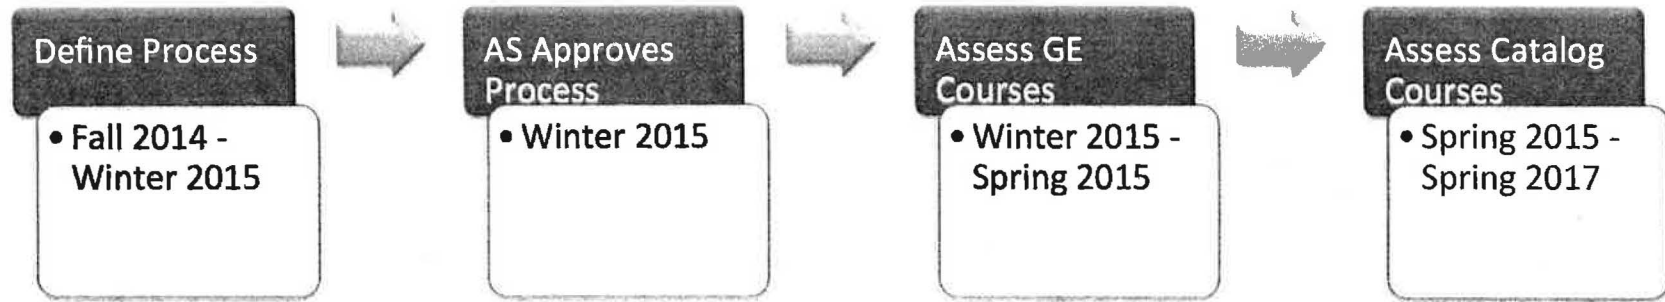 Define Process
• Fall 2014 -
Winter 2015
AS Approves
Process
• Winter 2015
Assess GE
Courses
• Winter 2015 -
Spring 2015
Assess Catalog
Courses
• Spring 2015 -
Spring 2017